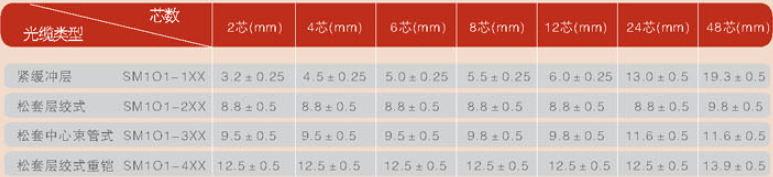 芯数
光缆类型 2芯(mm) 4芯(mm) 6芯(mm) 8芯(mm) 12芯(mm) 24芯(mm) 48芯(mm)
紧缓冲层 SM101-1XX 3.2±0.25 4.5±0.25 5.0±0.25 5.5±0.25 6.0±0.25 13.0±0.5 19.3±0.5
松套层绞式 SM101-2XX 8.8±0.5 8.8±0.5 8.8±0.5 8.8±0.5 8.8±0.5 8.8±0.5 9.8±0.5
松套中心束管式 SM101-3XX 9.5±0.5 9.5±0.5 9.5±0.5 9.8±0.5 9.8±0.5 11.6±0.5 11.6±0.5
松套层绞式重铠 SM101-4XX 12.5±0.5 12.5±0.5 12.5±0.5 12.5±0.5 12.5±0.5 12.5±0.5 13.9±0.5